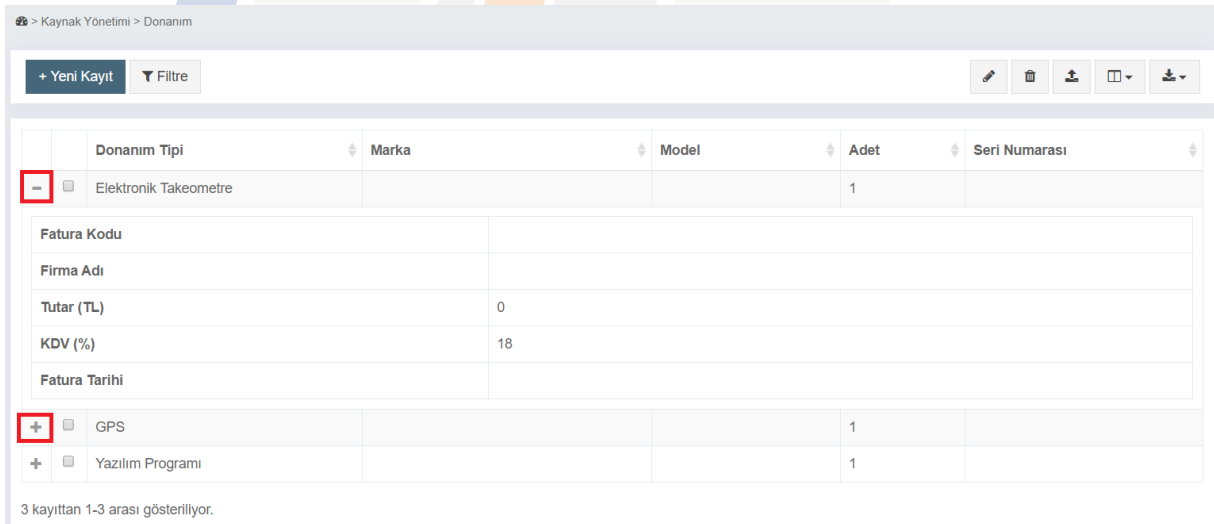 > Kaynak Yönetimi > Donanım
+ Yeni Kayıt Filtre
Donanım Tipi Marka Model Adet Seri Numarası
Elektronik Takeometre 1
Fatura Kodu
Firma Adı
Tutar (TL) 0
KDV (%) 18
Fatura Tarihi
GPS 1
Yazılım Programı 1
3 kayıttan 1-3 arası gösteriliyor.